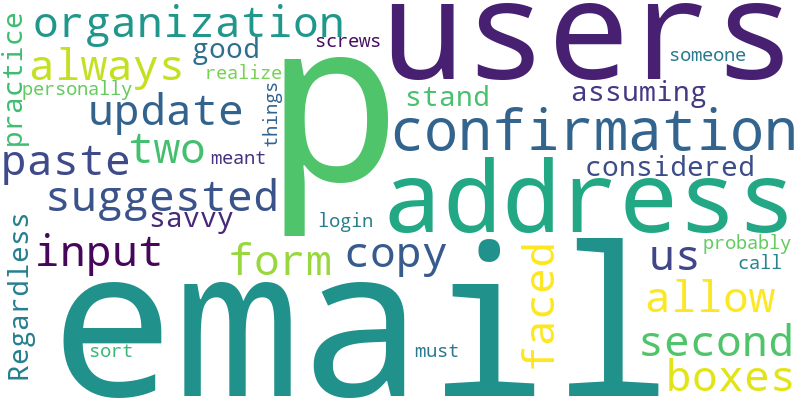 organization
users
practice
always
good
screws
someone
personally
realize
p
update
things
stand
assuming
confirmation
paste
two
meant
considered
suggested
savvy
login
address
Regardless
input
form
copy
us
probably
call
email
faced
allow
sort
must
second
boxes